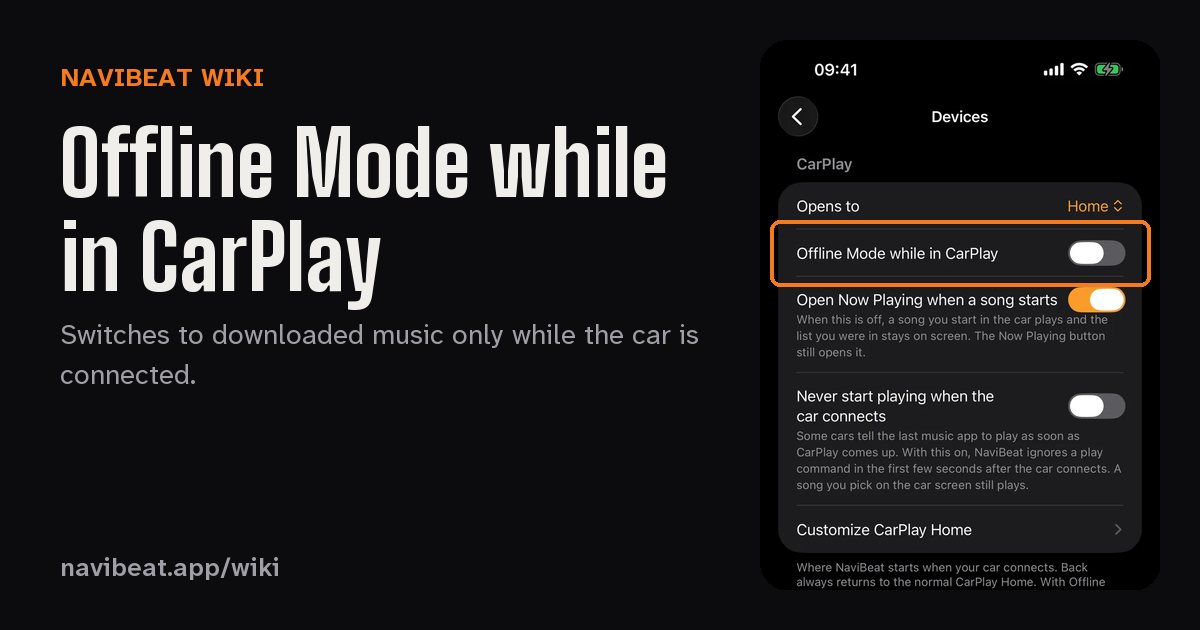 NAVIBEAT WIKI
Offline Mode while
in CarPlay
Switches to downloaded music only while the car is
connected.
navibeat.app/wiki
09:41
Devices
CarPlay
Opens to
Home
Offline Mode while in CarPlay
Open Now Playing when a song starts
When this is off, a song you start in the car plays and the
list you were in stays on screen. The Now Playing button
still opens it.
Never start playing when the
car connects
Some cars tell the last music app to play as soon as
CarPlay comes up. With this on, NaviBeat ignores a play
command in the first few seconds after the car connects. A
song you pick on the car screen still plays.
Customize CarPlay Home
Where NaviBeat starts when your car connects. Back
always returns to the normal CarPlay Home. With Offline